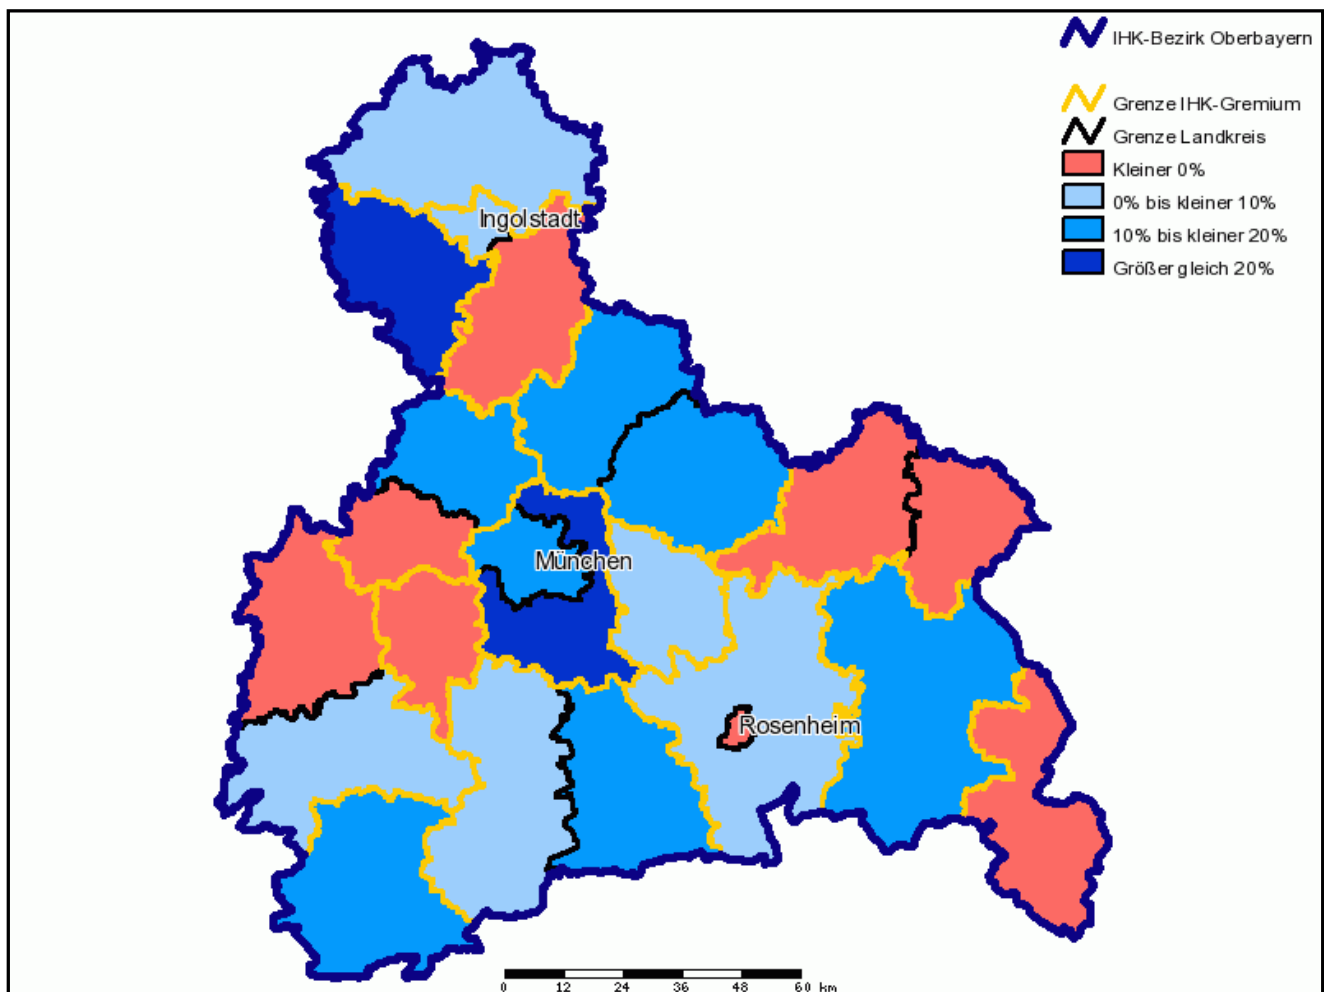 IHK-Bezirk Oberbayern
Grenze IHK-Gremium
Grenze Landkreis
Kleiner 0%
0% bis kleiner 10%
10% bis kleiner 20%
Größer gleich 20%
Ingolstadt
München
Rosenheim
0 12 24 36 48 60 km